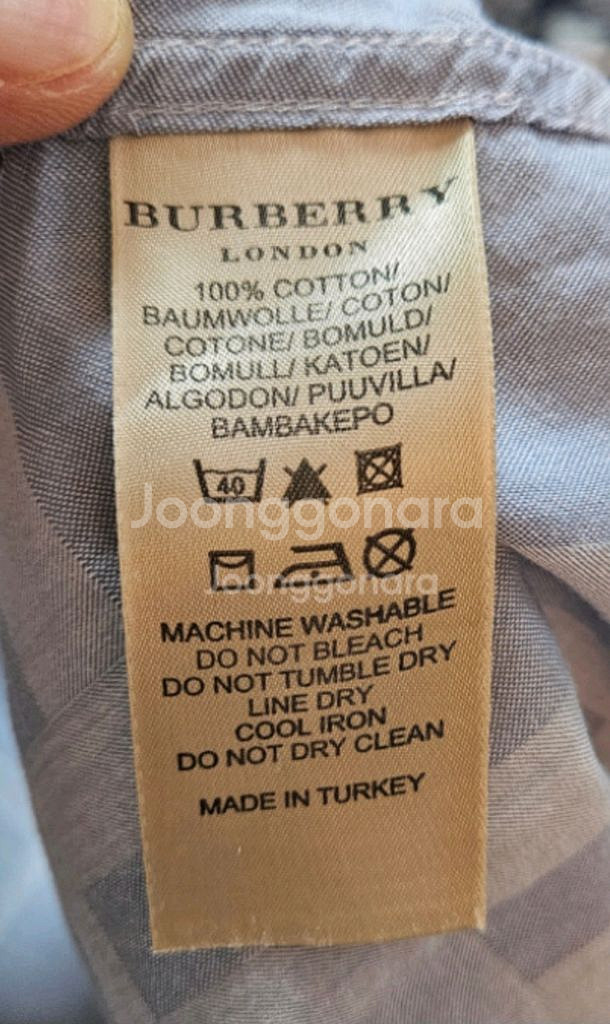 BURBERRY
LONDON
100% COTTON/
BAUMWOLLE/ COTON/
COTONE/ BOMULD/
BOMULL/ KATOEN/
ALGODON/ PUUVILLA/
BAMBAKEPO
40
Joonggonara
Joonggonara
MACHINE WASHABLE
DO NOT BLEACH
DO NOT TUMBLE DRY
LINE DRY
COOL IRON
DO NOT DRY CLEAN
MADE IN TURKEY